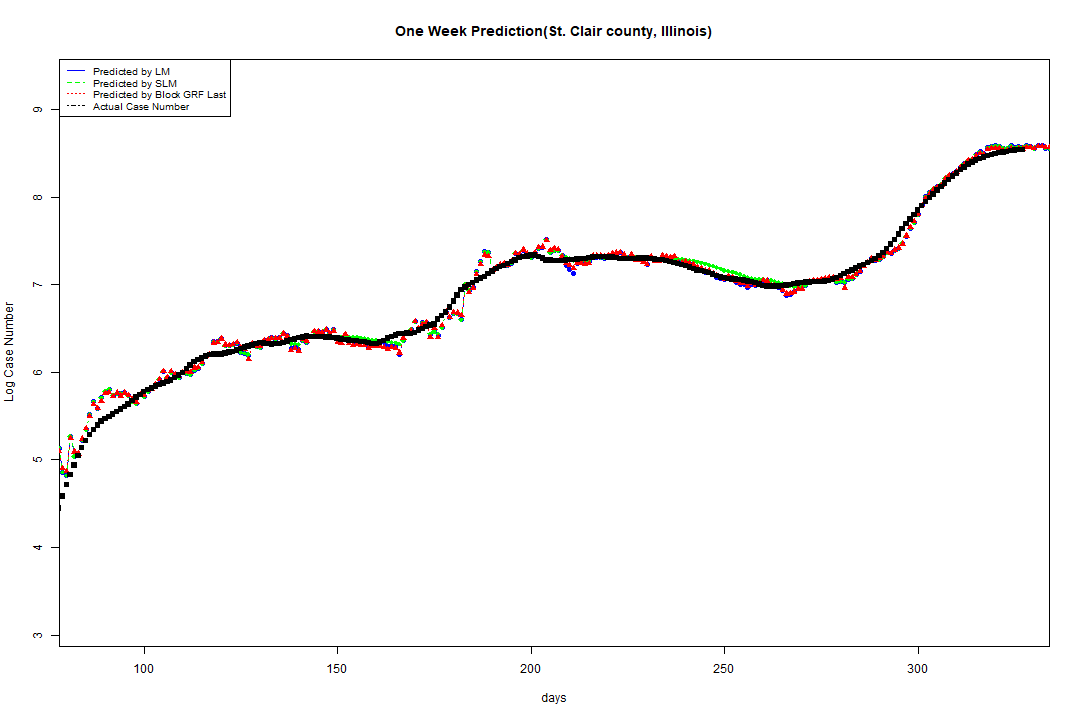 One Week Prediction(St. Clair county, Illinois)
Predicted by LM
Predicted by SLM
Predicted by Block GRF Last
Actual Case Number
9
8
7
6
5
4
3
Log Case Number
100 150 200 250 300
days